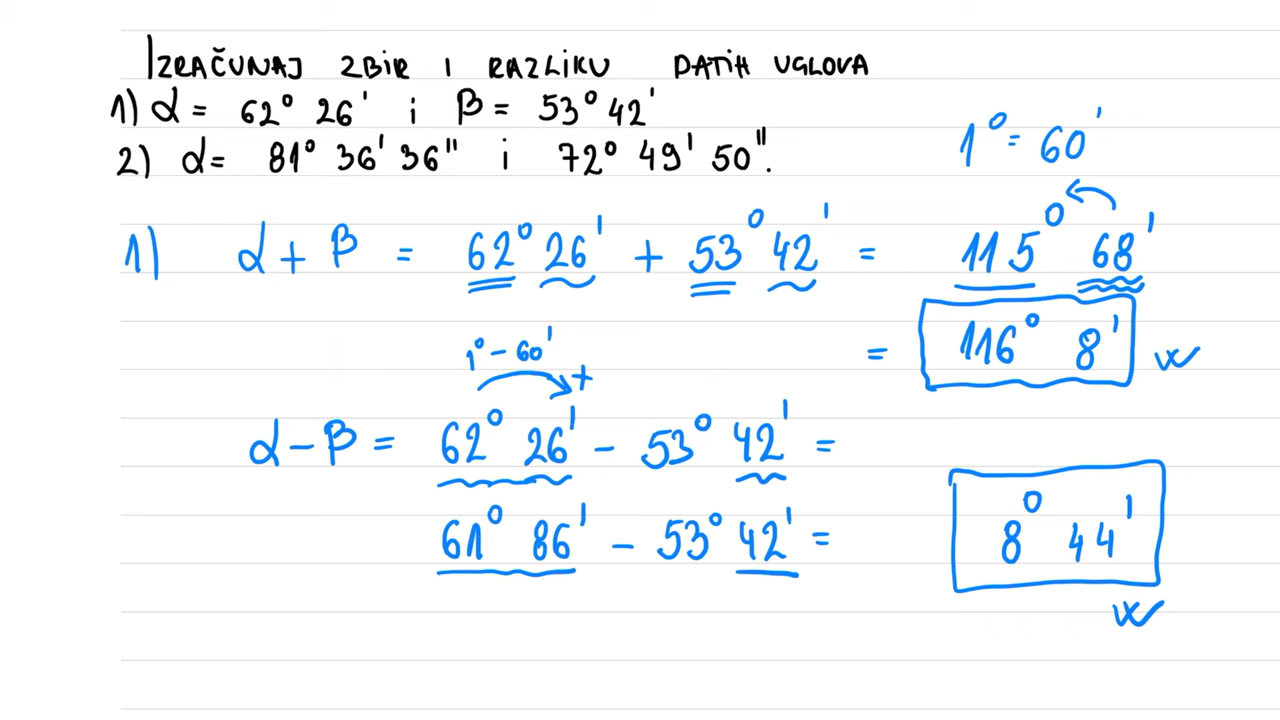 IZRAČUNAJ ZBIR I RAZLIKU DATIH UGLOVA
1) α = 62° 26' i β = 53° 42'
2) α = 81° 36' 36" i 72° 49' 50".
1° = 60'
1) α + β = 62° 26' + 53° 42' = 115° 68'
= 116° 8'
1° - 60'
+
α - β = 62° 26' - 53° 42' =
61° 86' - 53° 42' = 8° 44'